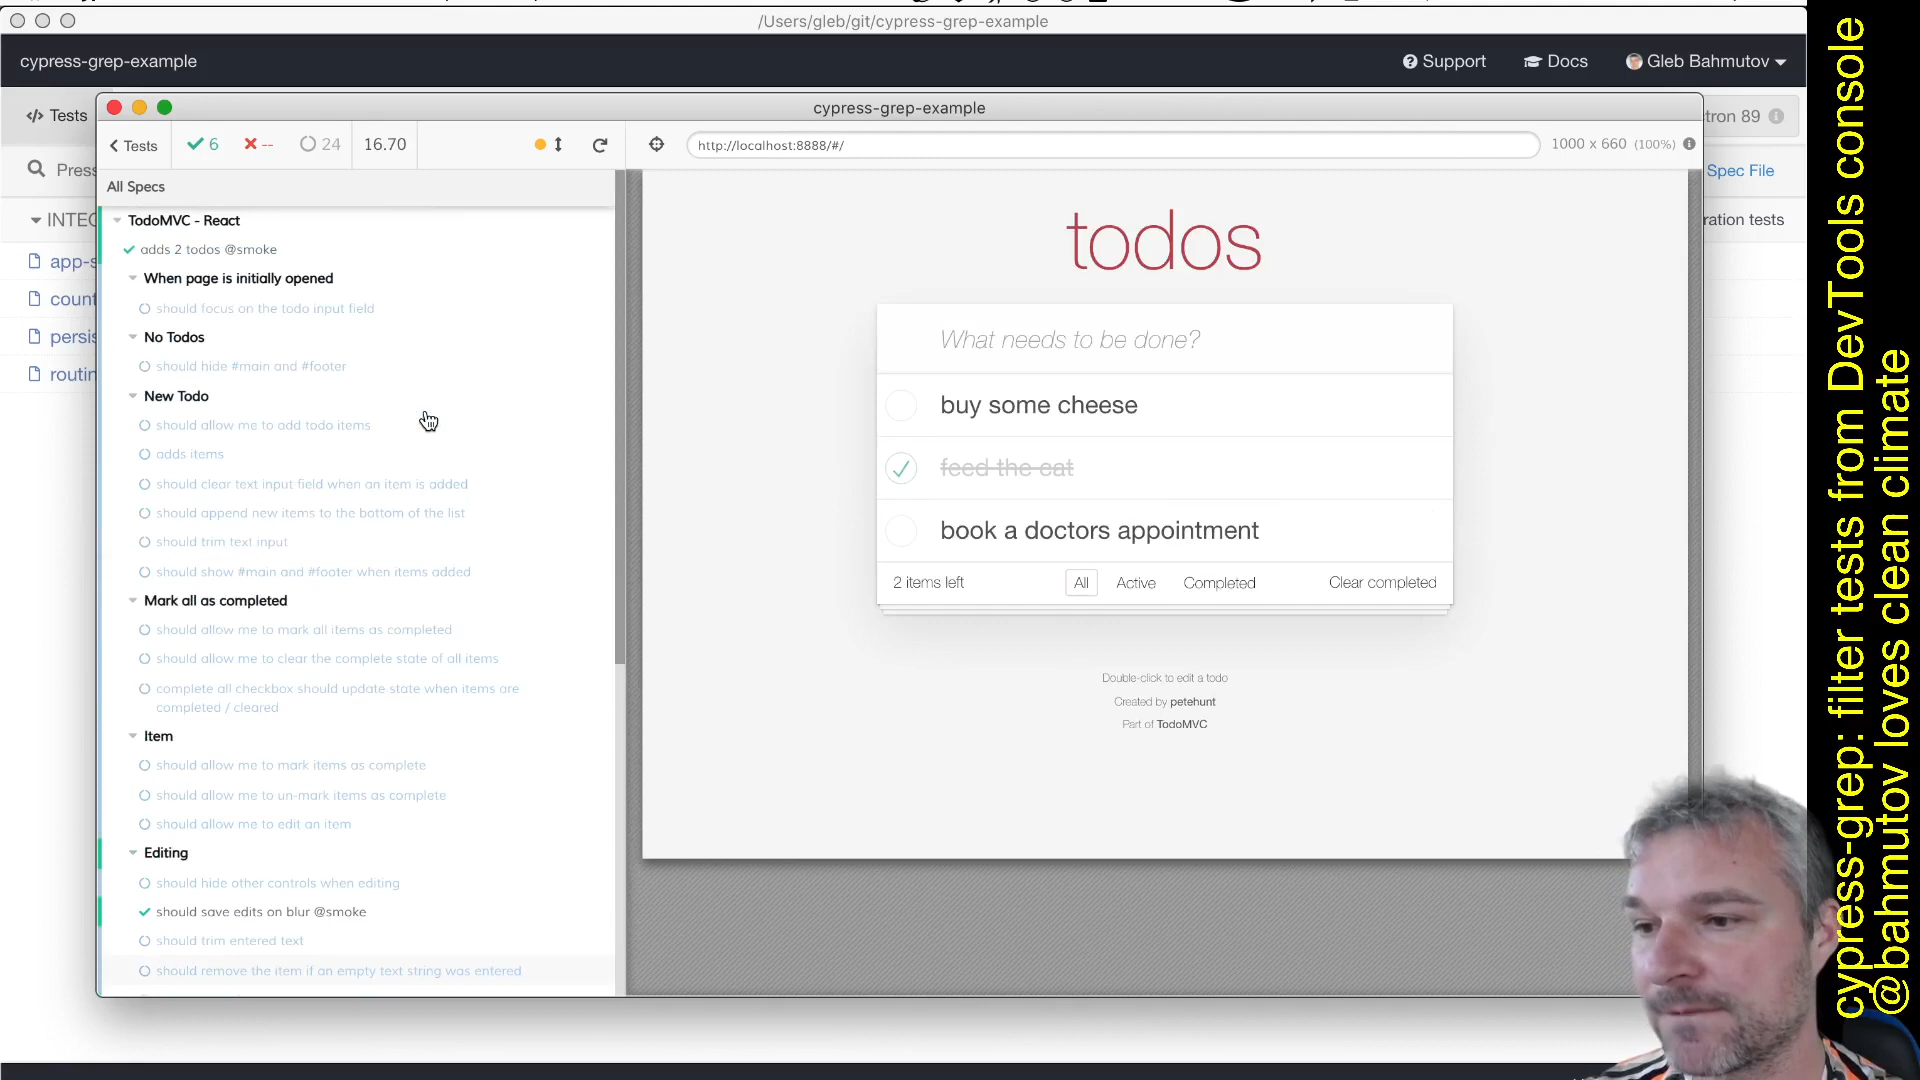 /Users/gleb/git/cypress-grep-example
cypress-grep-example
Support
Docs
Gleb Bahmutov
Tests
cypress-grep-example
tron 89
Tests
6
--
24
16.70
http://localhost:8888/#/
1000 x 660 (100%)
Press
Spec File
All Specs
INTEG
ration tests
app-s
count
persis
routin
TodoMVC - React
adds 2 todos @smoke
When page is initially opened
should focus on the todo input field
No Todos
should hide #main and #footer
New Todo
should allow me to add todo items
adds items
should clear text input field when an item is added
should append new items to the bottom of the list
should trim text input
should show #main and #footer when items added
Mark all as completed
should allow me to mark all items as completed
should allow me to clear the complete state of all items
complete all checkbox should update state when items are
completed / cleared
Item
should allow me to mark items as complete
should allow me to un-mark items as complete
should allow me to edit an item
Editing
should hide other controls when editing
should save edits on blur @smoke
should trim entered text
should remove the item if an empty text string was entered
todos
What needs to be done?
buy some cheese
feed the cat
book a doctors appointment
2 items left
All
Active
Completed
Clear completed
Double-click to edit a todo
Created by petehunt
Part of TodoMVC
cypress-grep: filter tests from DevTools console
@bahmutov loves clean climate